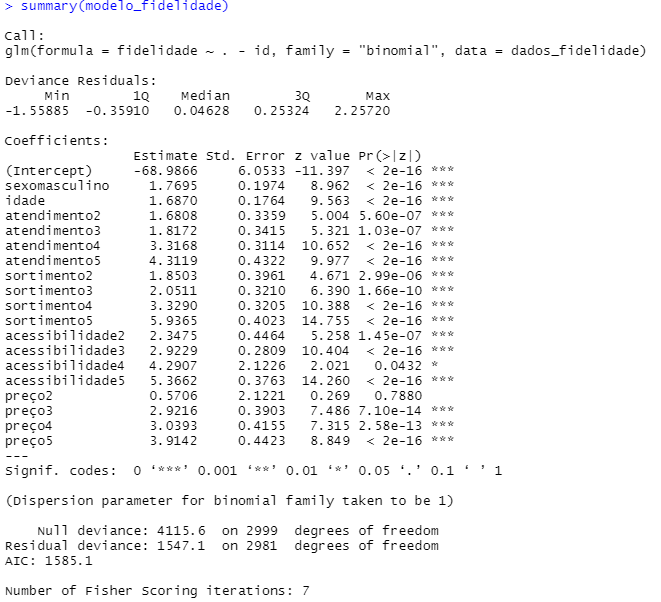 > summary(modelo_fidelidade)
Call:
glm(formula = fidelidade ~ . - id, family = "binomial", data = dados_fidelidade)
Deviance Residuals:
Min 1Q Median 3Q Max
-1.55885 -0.35910 0.04628 0.25324 2.25720
Coefficients:
Estimate Std. Error z value Pr(>|z|)
(Intercept) -68.9866 6.0533 -11.397 < 2e-16 ***
sexomasculino 1.7695 0.1974 8.962 < 2e-16 ***
idade 1.6870 0.1764 9.563 < 2e-16 ***
atendimento2 1.6808 0.3359 5.004 5.60e-07 ***
atendimento3 1.8172 0.3415 5.321 1.03e-07 ***
atendimento4 3.3168 0.3114 10.652 < 2e-16 ***
atendimento5 4.3119 0.4322 9.977 < 2e-16 ***
sortimento2 1.8503 0.3961 4.671 2.99e-06 ***
sortimento3 2.0511 0.3210 6.390 1.66e-10 ***
sortimento4 3.3290 0.3205 10.388 < 2e-16 ***
sortimento5 5.9365 0.4023 14.755 < 2e-16 ***
acessibilidade2 2.3475 0.4464 5.258 1.45e-07 ***
acessibilidade3 2.9229 0.2809 10.404 < 2e-16 ***
acessibilidade4 4.2907 2.1226 2.021 0.0432 *
acessibilidade5 5.3662 0.3763 14.260 < 2e-16 ***
preço2 0.5706 2.1221 0.269 0.7880
preço3 2.9216 0.3903 7.486 7.10e-14 ***
preço4 3.0393 0.4155 7.315 2.58e-13 ***
preço5 3.9142 0.4423 8.849 < 2e-16 ***
---
Signif. codes: 0 ‘***’ 0.001 ‘**’ 0.01 ‘*’ 0.05 ‘.’ 0.1 ‘ ’ 1
(Dispersion parameter for binomial family taken to be 1)
Null deviance: 4115.6 on 2999 degrees of freedom
Residual deviance: 1547.1 on 2981 degrees of freedom
AIC: 1585.1
Number of Fisher Scoring iterations: 7